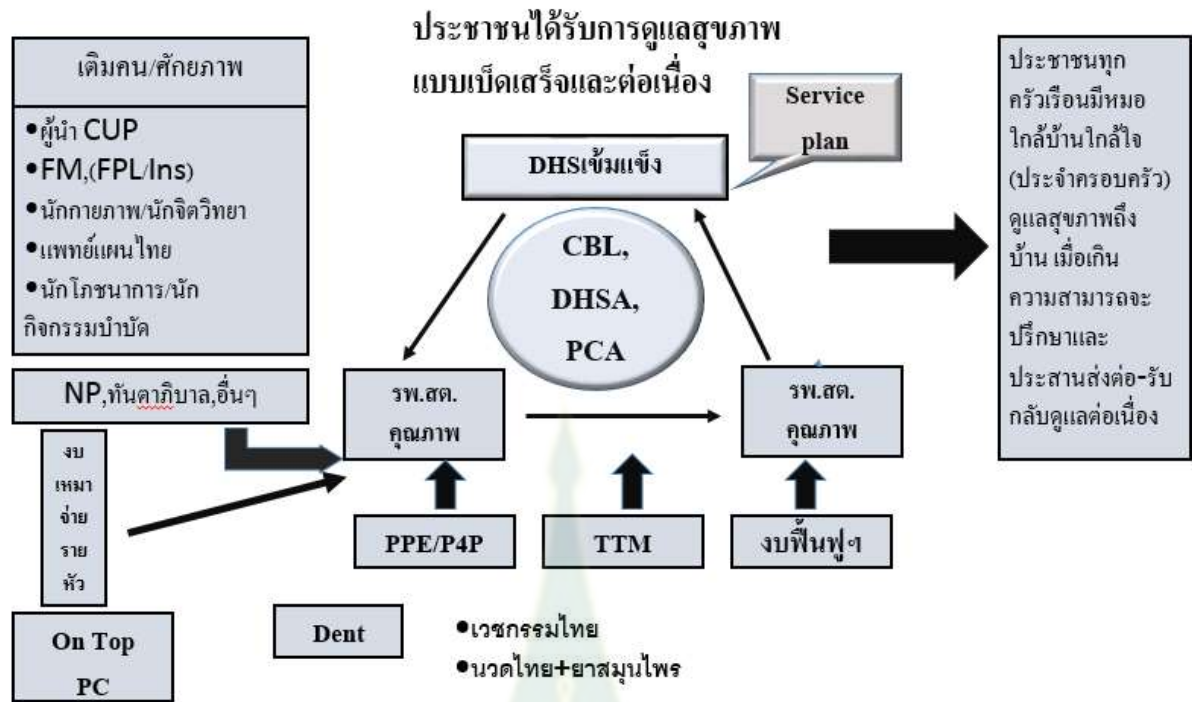 ประชาชนได้รับการดูแลสุขภาพ
แบบเบ็ดเสร็จและต่อเนื่อง
เติมคน/ศักยภาพ
●ผู้นำ CUP
●FM,(FPL/Ins)
●นักกายภาพ/นักจิตวิทยา
●แพทย์แผนไทย
●นักโภชนาการ/นัก
กิจกรรมบำบัด
NP,ทันตาภิบาล,อื่นๆ
งบ
เหมา
จ่าย
ราย
หัว
On Top
PC
Service
plan
DHSเข้มแข็ง
CBL,
DHSA,
PCA
รพ.สต.
คุณภาพ
รพ.สต.
คุณภาพ
PPE/P4P
TTM
งบฟื้นฟูฯ
Dent
●เวชกรรมไทย
●นวดไทย+ยาสมุนไพร
ประชาชนทุก
ครัวเรือนมีหมอ
ใกล้บ้านใกล้ใจ
(ประจำครอบครัว)
ดูแลสุขภาพถึง
บ้าน เมื่อเกิน
ความสามารถจะ
ปรึกษาและ
ประสานส่งต่อ-รับ
กลับดูแลต่อเนื่อง